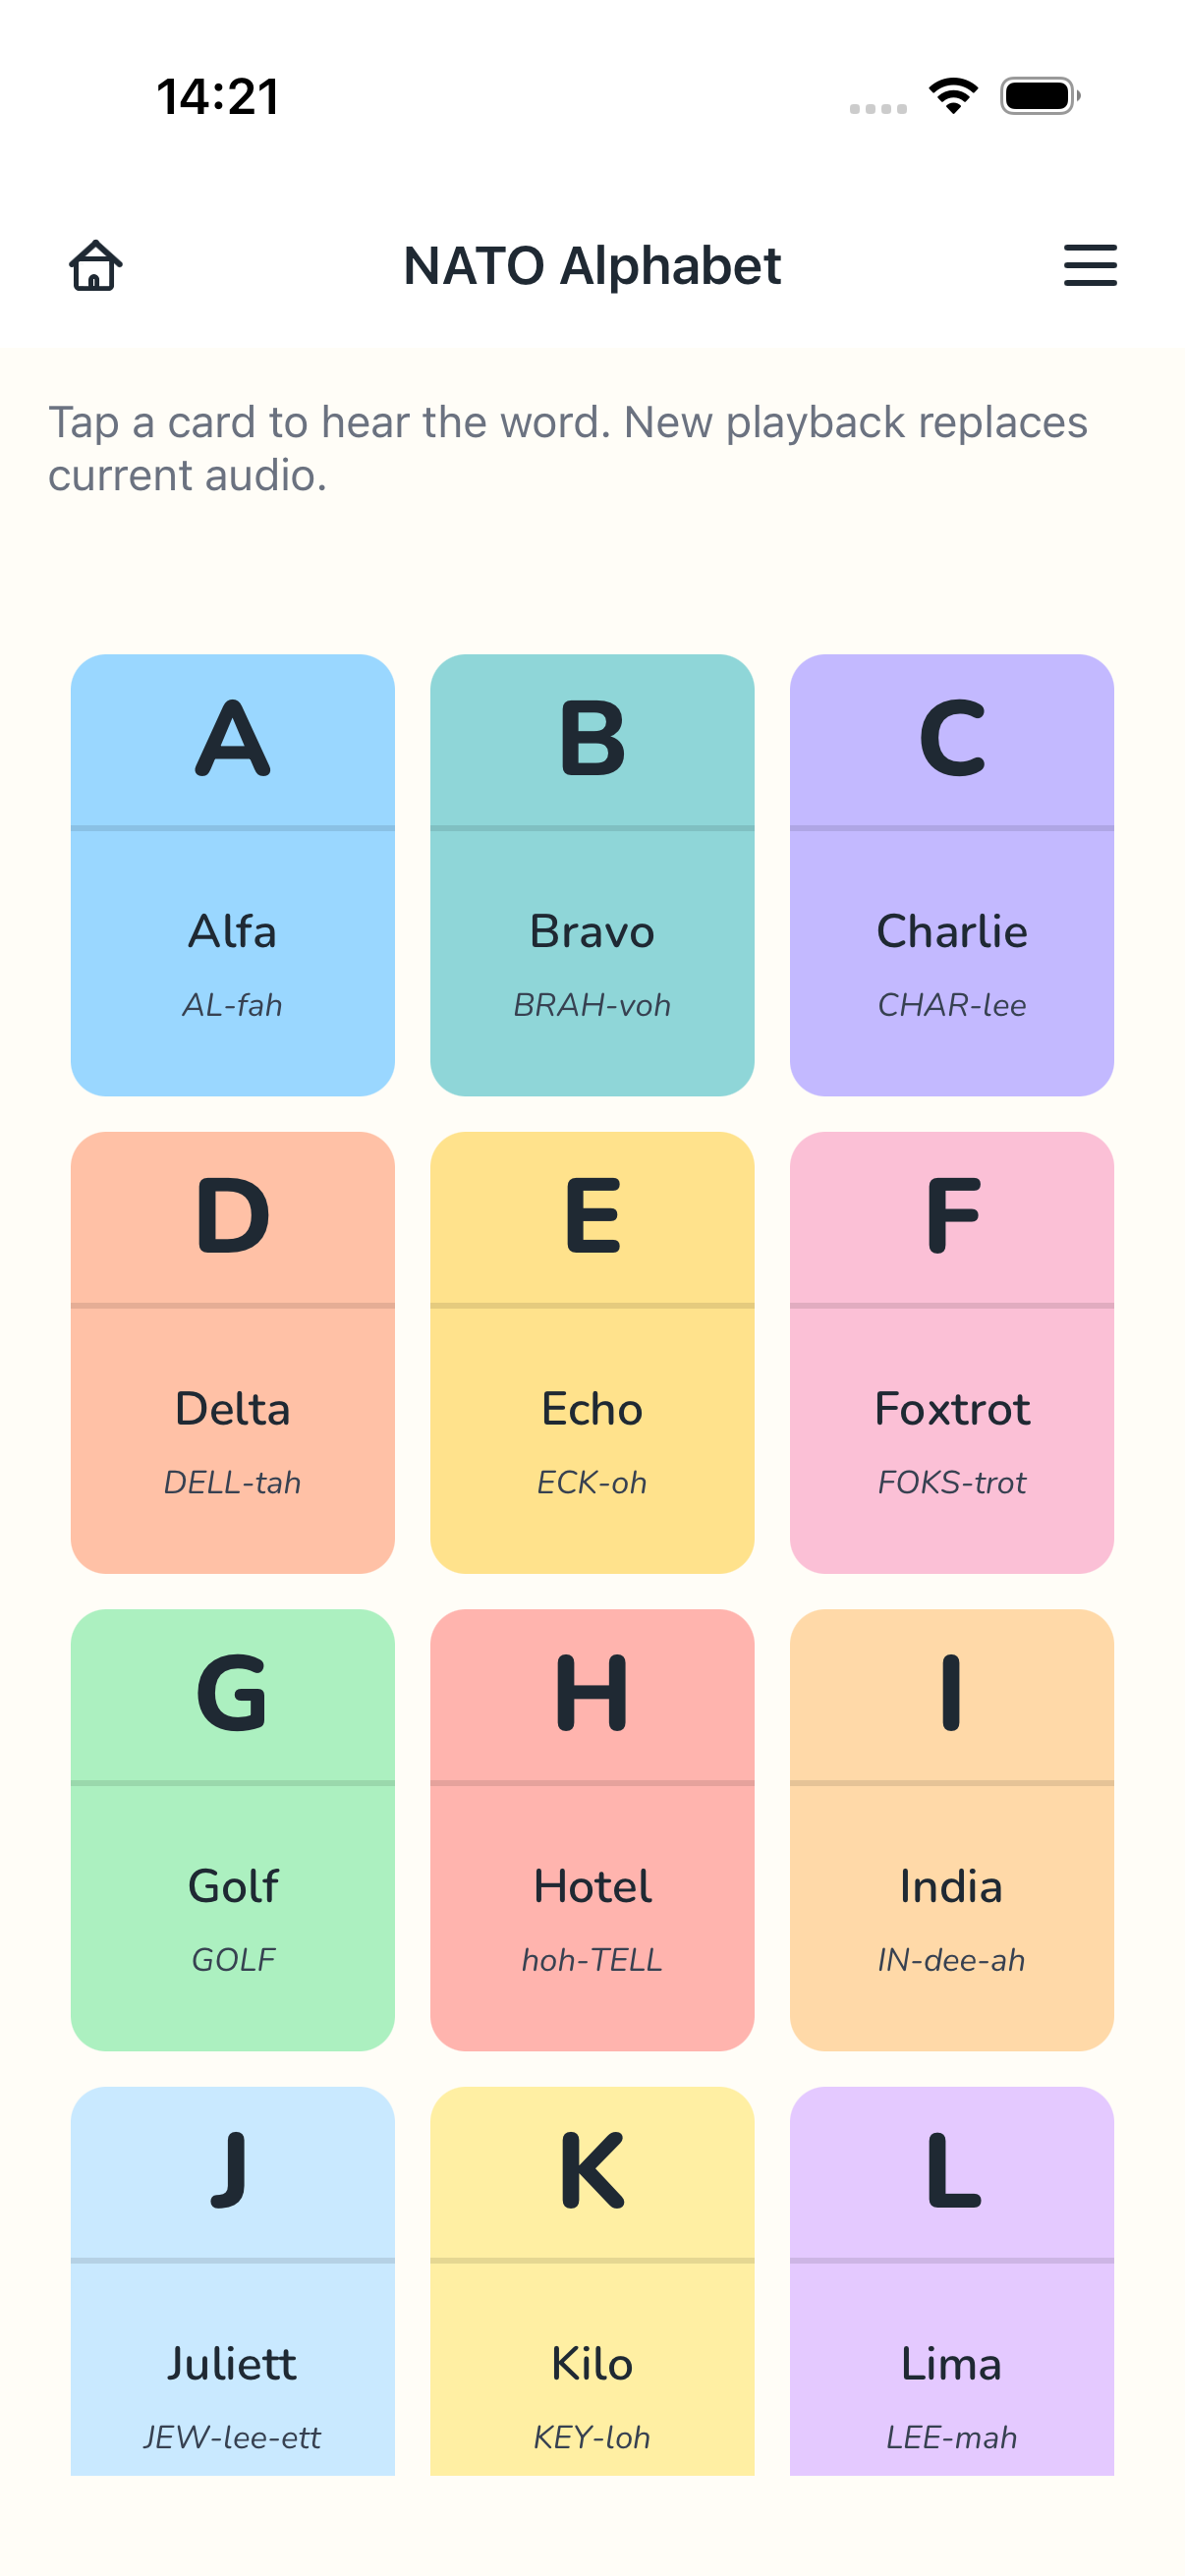 14:21
NATO Alphabet
Tap a card to hear the word. New playback replaces
current audio.
A
B
C
Alfa
Bravo
Charlie
AL-fah
BRAH-voh
CHAR-lee
D
E
F
Delta
Echo
Foxtrot
DELL-tah
ECK-oh
FOKS-trot
G
H
I
Golf
Hotel
India
GOLF
hoh-TELL
IN-dee-ah
J
K
L
Juliett
Kilo
Lima
JEW-lee-ett
KEY-loh
LEE-mah